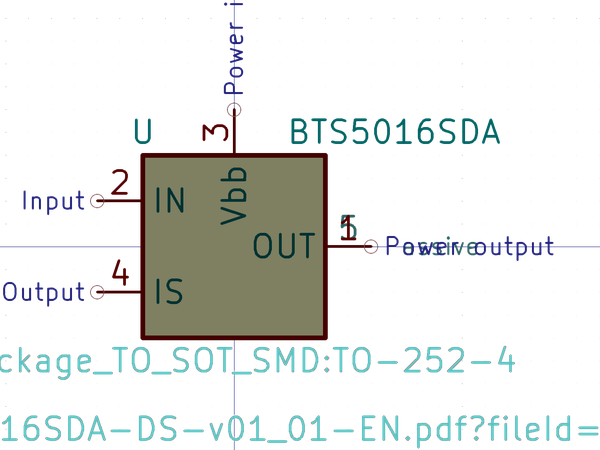 Power i
U
BTS5016SDA
3
2
Input
IN
Vbb
1
5
OUT
Power output
4
Output
IS
ckage_TO_SOT_SMD:TO-252-4
16SDA-DS-v01_01-EN.pdf?fileId=